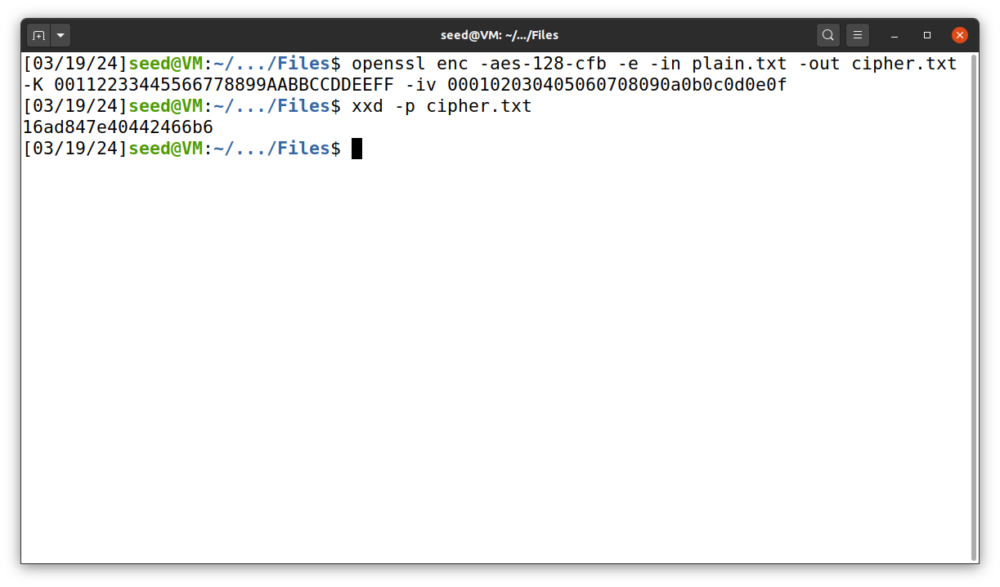 seed@VM: ~/.../Files
[03/19/24]seed@VM:~/.../Files$ openssl enc -aes-128-cfb -e -in plain.txt -out cipher.txt
-K 00112233445566778899AABBCCDDEEFF -iv 000102030405060708090a0b0c0d0e0f
[03/19/24]seed@VM:~/.../Files$ xxd -p cipher.txt
16ad847e40442466b6
[03/19/24]seed@VM:~/.../Files$